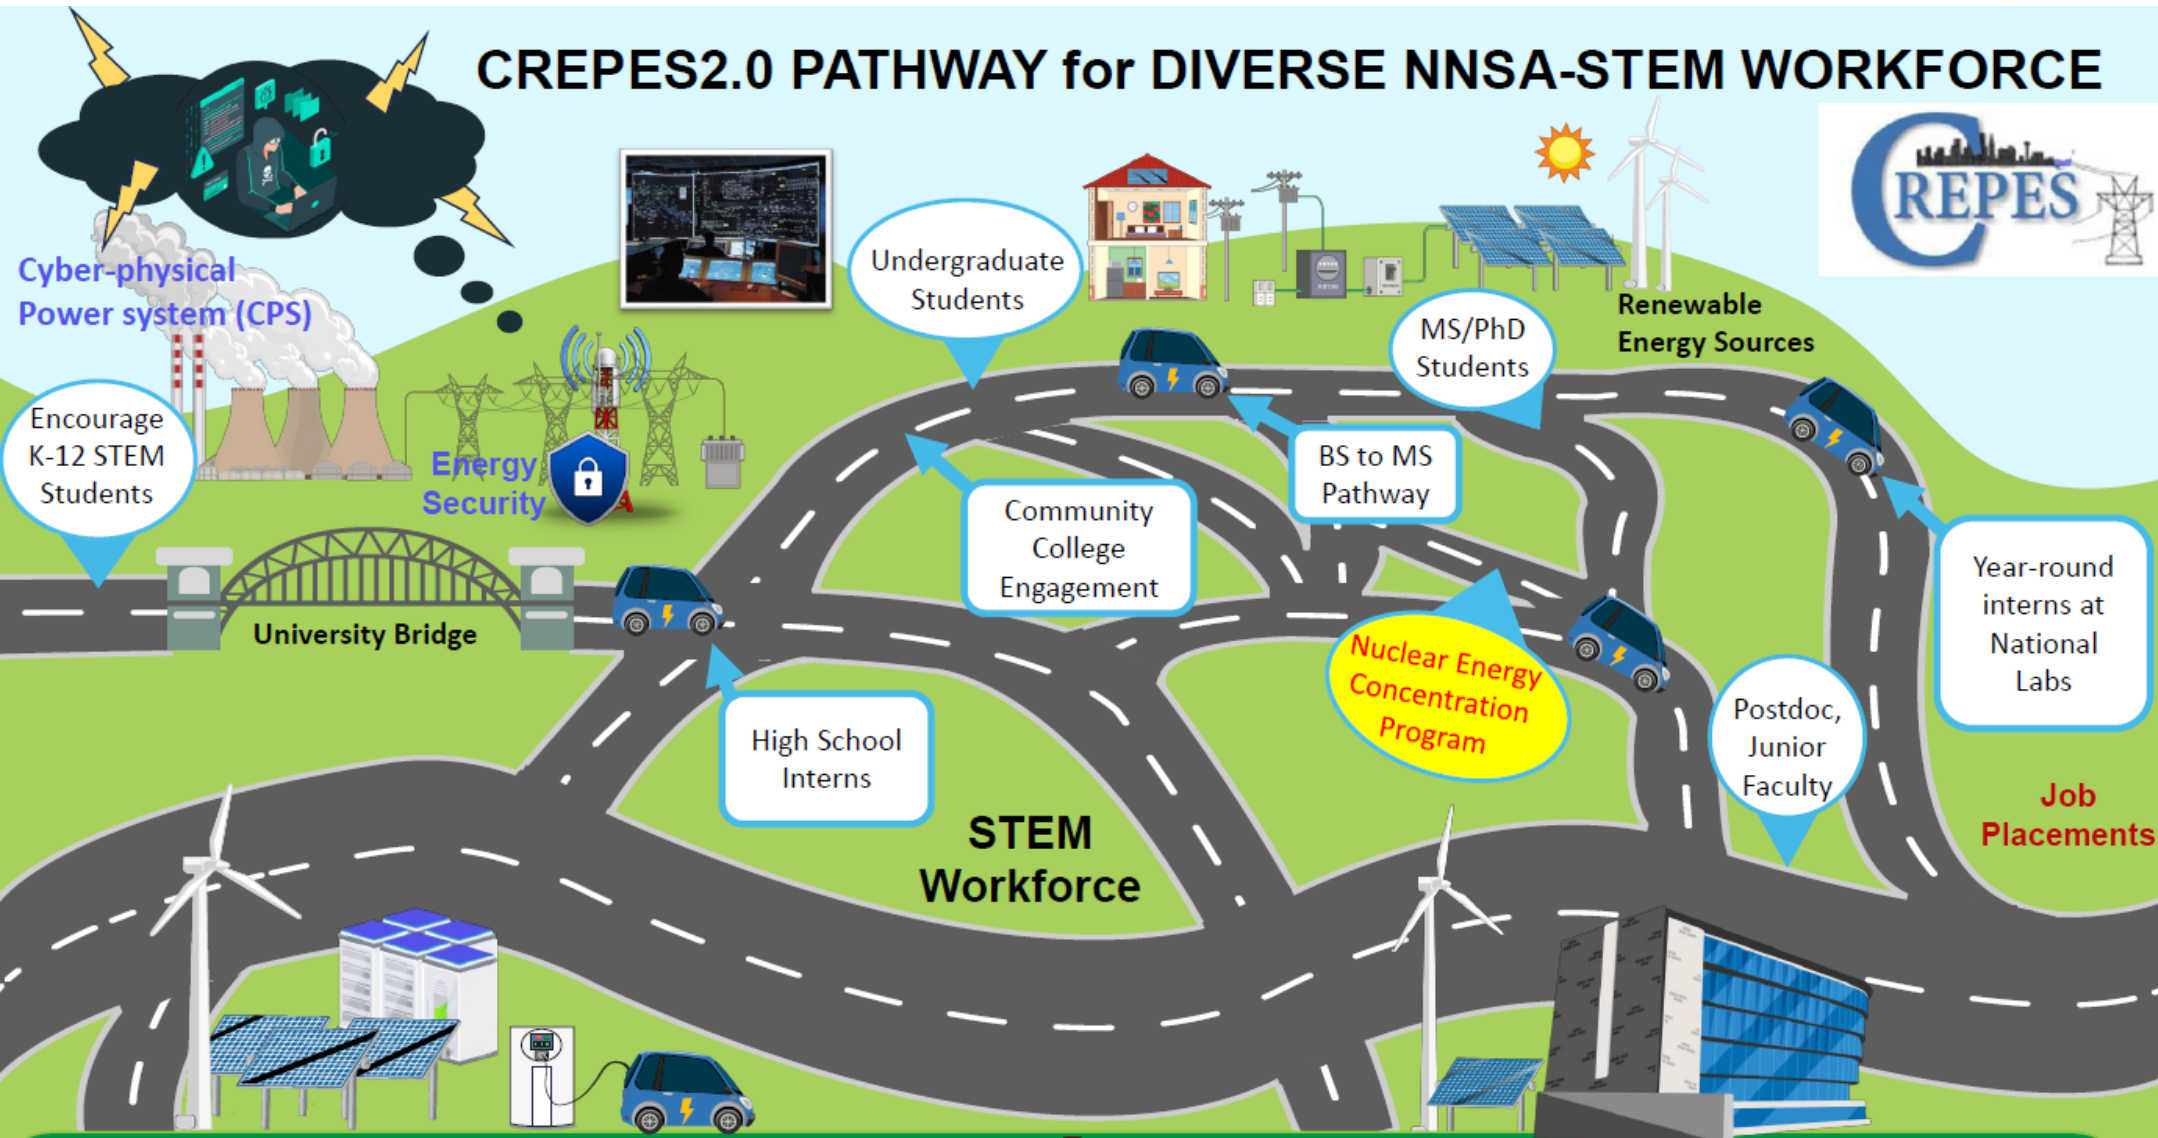 CREPES2.0 PATHWAY for DIVERSE NNSA-STEM WORKFORCE
CREPES
Cyber-physical
Power system (CPS)
Undergraduate
Students
MS/PhD
Students
Renewable
Energy Sources
Encourage
K-12 STEM
Students
Energy
Security
BS to MS
Pathway
Community
College
Engagement
Year-round
interns at
National
Labs
University Bridge
Nuclear Energy
Concentration
Program
High School
Interns
Postdoc,
Junior
Faculty
Job
Placements
STEM
Workforce